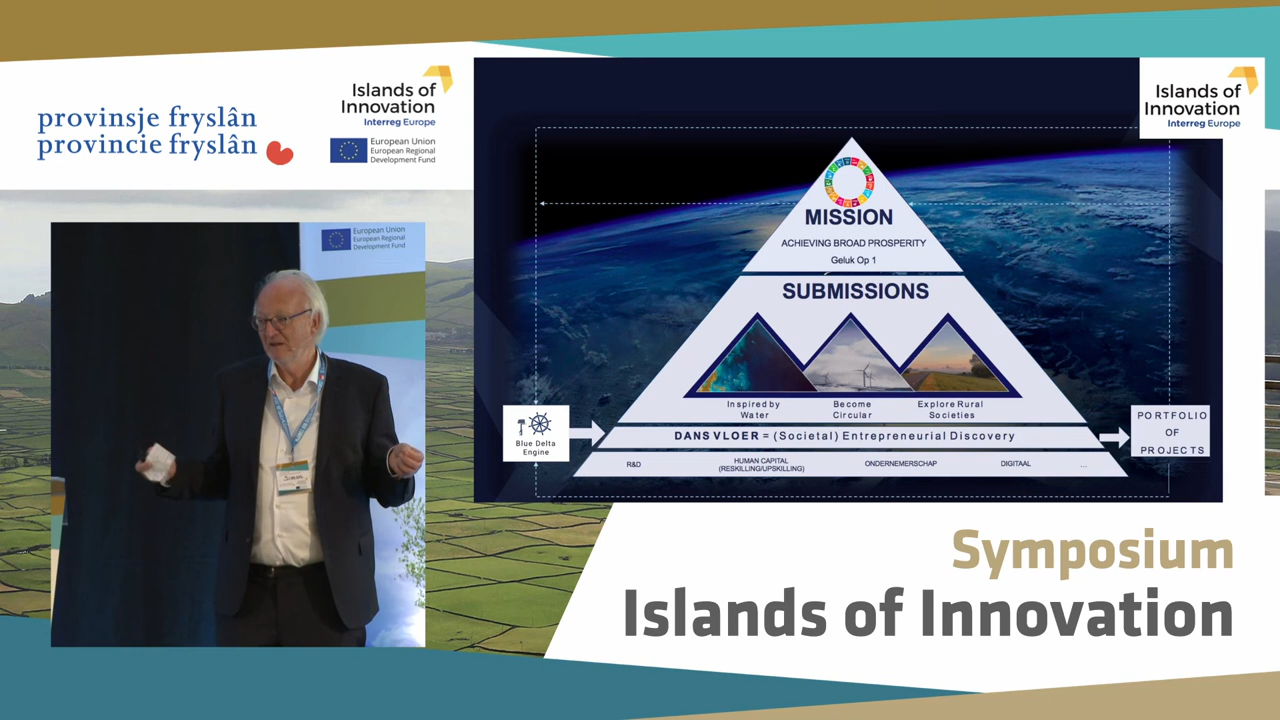 provinsje fryslân
provincie fryslân
Islands of
Innovation
Interreg Europe
European Union
European Regional
Development Fund
European Union
European Regional
Development Fund
Simon
Islands of
Innovation
Interreg Europe
MISSION
ACHIEVING BROAD PROSPERITY
Geluk Op 1
SUBMISSIONS
Inspired by
Water
Become
Circular
Explore Rural
Societies
Blue Delta
Engine
DANSVLOER = (Societal) Entrepreneurial Discovery
PORTFOLIO
OF
PROJECTS
R&D
HUMAN CAPITAL
(RESKILLING/UPSKILLING)
ONDERNEMERSCHAP
DIGITAAL
...
Symposium
Islands of Innovation